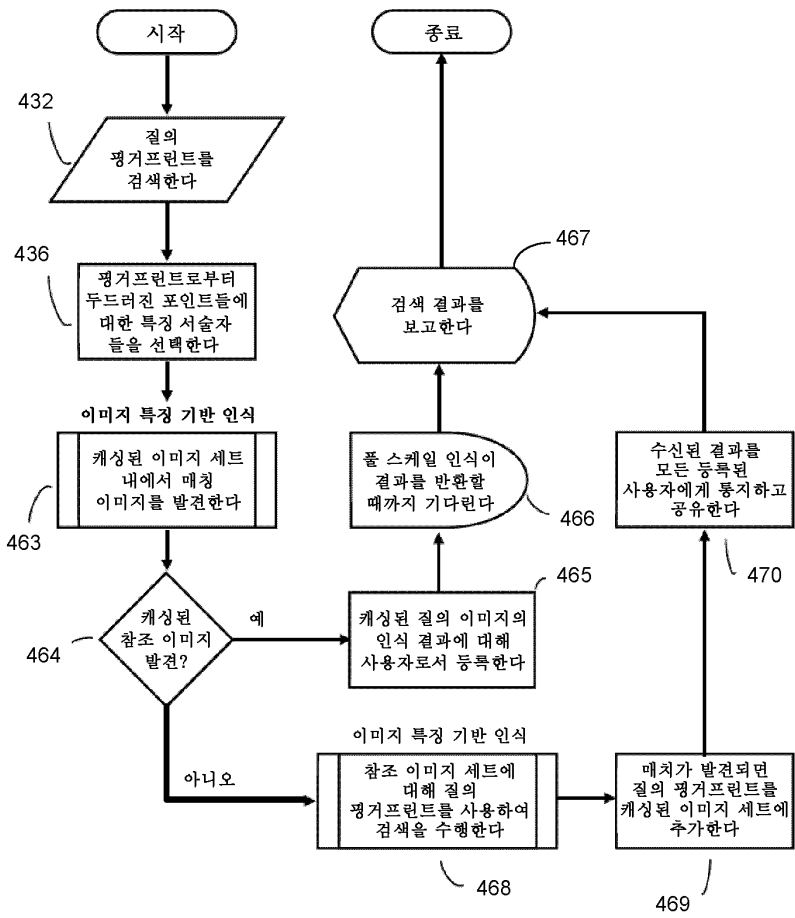 시작
432
질의
핑거프린트를
검색한다
436
핑거프린트로부터
두드러진 포인트들에
대한 특징 서술자
들을 선택한다
이미지 특징 기반 인식
캐싱된 이미지 세트
내에서 매칭
이미지를 발견한다
463
캐싱된
참조 이미지
발견?
464
예
아니오
캐싱된 질의 이미지의
인식 결과에 대해
사용자로서 등록한다
465
풀 스케일 인식이
결과를 반환할
때까지 기다린다
466
검색 결과를
보고한다
467
종료
이미지 특징 기반 인식
참조 이미지 세트에
대해 질의
핑거프린트를 사용하여
검색을 수행한다
468
매치가 발견되면
질의 핑거프린트를
캐싱된 이미지 세트에
추가한다
469
수신된 결과를
모든 등록된
사용자에게 통지하고
공유한다
470